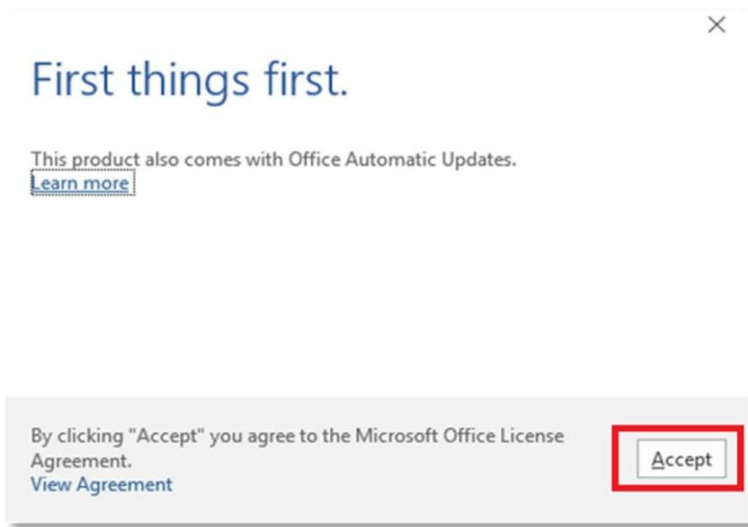 First things first.
This product also comes with Office Automatic Updates.
Learn more
By clicking "Accept" you agree to the Microsoft Office License
Agreement.
View Agreement
Accept